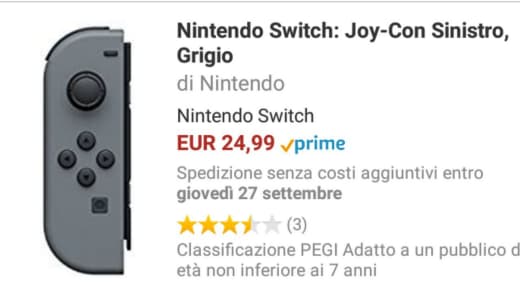 Nintendo Switch: Joy-Con Sinistro,
Grigio
di Nintendo
Nintendo Switch
EUR 24,99 prime
Spedizione senza costi aggiuntivi entro
giovedì 27 settembre
(3)
Classificazione PEGI Adatto a un pubblico d
età non inferiore ai 7 anni